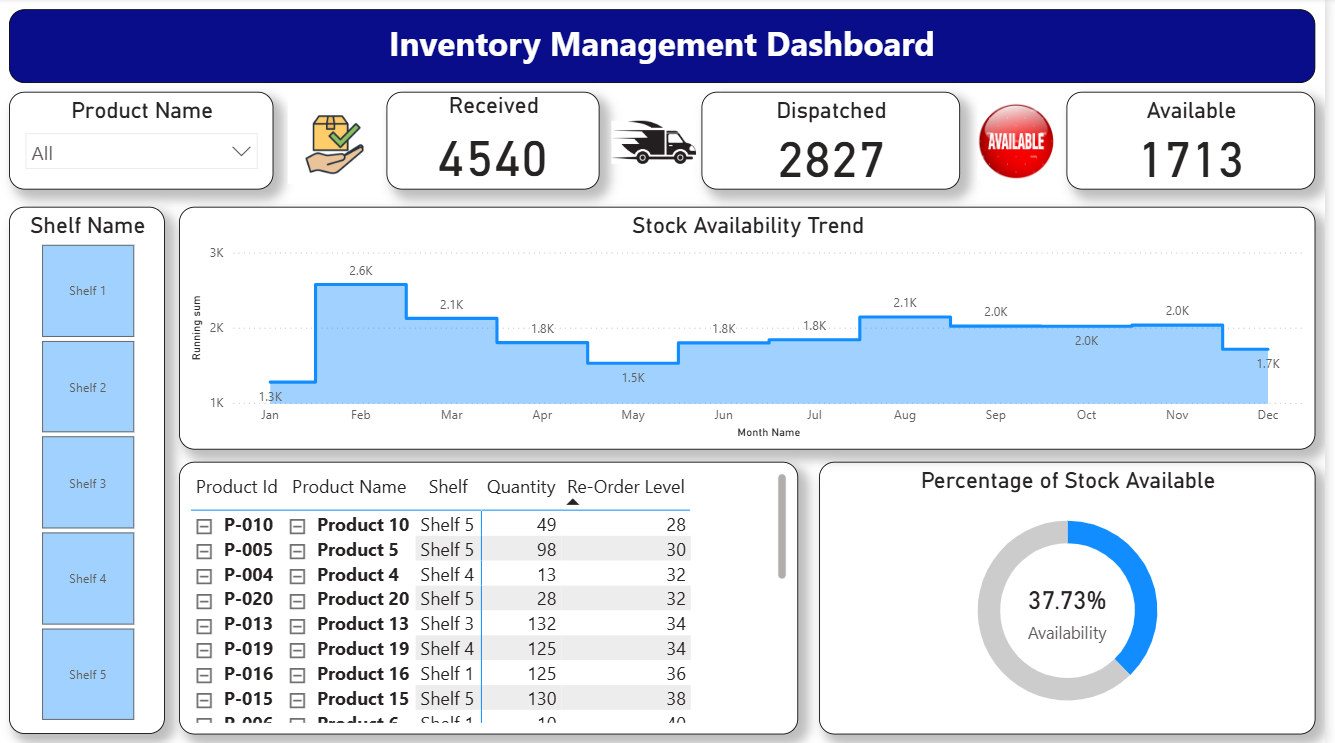 Inventory Management Dashboard
Product Name
All
Received
4540
Dispatched
2827
AVAILABLE
Available
1713
Shelf Name
Shelf 1
Shelf 2
Shelf 3
Shelf 4
Shelf 5
Stock Availability Trend
Running sum
3K
2K
1K
1.3K
2.6K
2.1K
1.8K
1.5K
1.8K
1.8K
2.1K
2.0K
2.0K
2.0K
1.7K
Jan Feb Mar Apr May Jun Jul Aug Sep Oct Nov Dec
Month Name
Product Id Product Name Shelf Quantity Re-Order Level
P-010 Product 10 Shelf 5 49 28
P-005 Product 5 Shelf 5 98 30
P-004 Product 4 Shelf 4 13 32
P-020 Product 20 Shelf 5 28 32
P-013 Product 13 Shelf 3 132 34
P-019 Product 19 Shelf 4 125 34
P-016 Product 16 Shelf 1 125 36
P-015 Product 15 Shelf 5 130 38
Percentage of Stock Available
37.73%
Availability